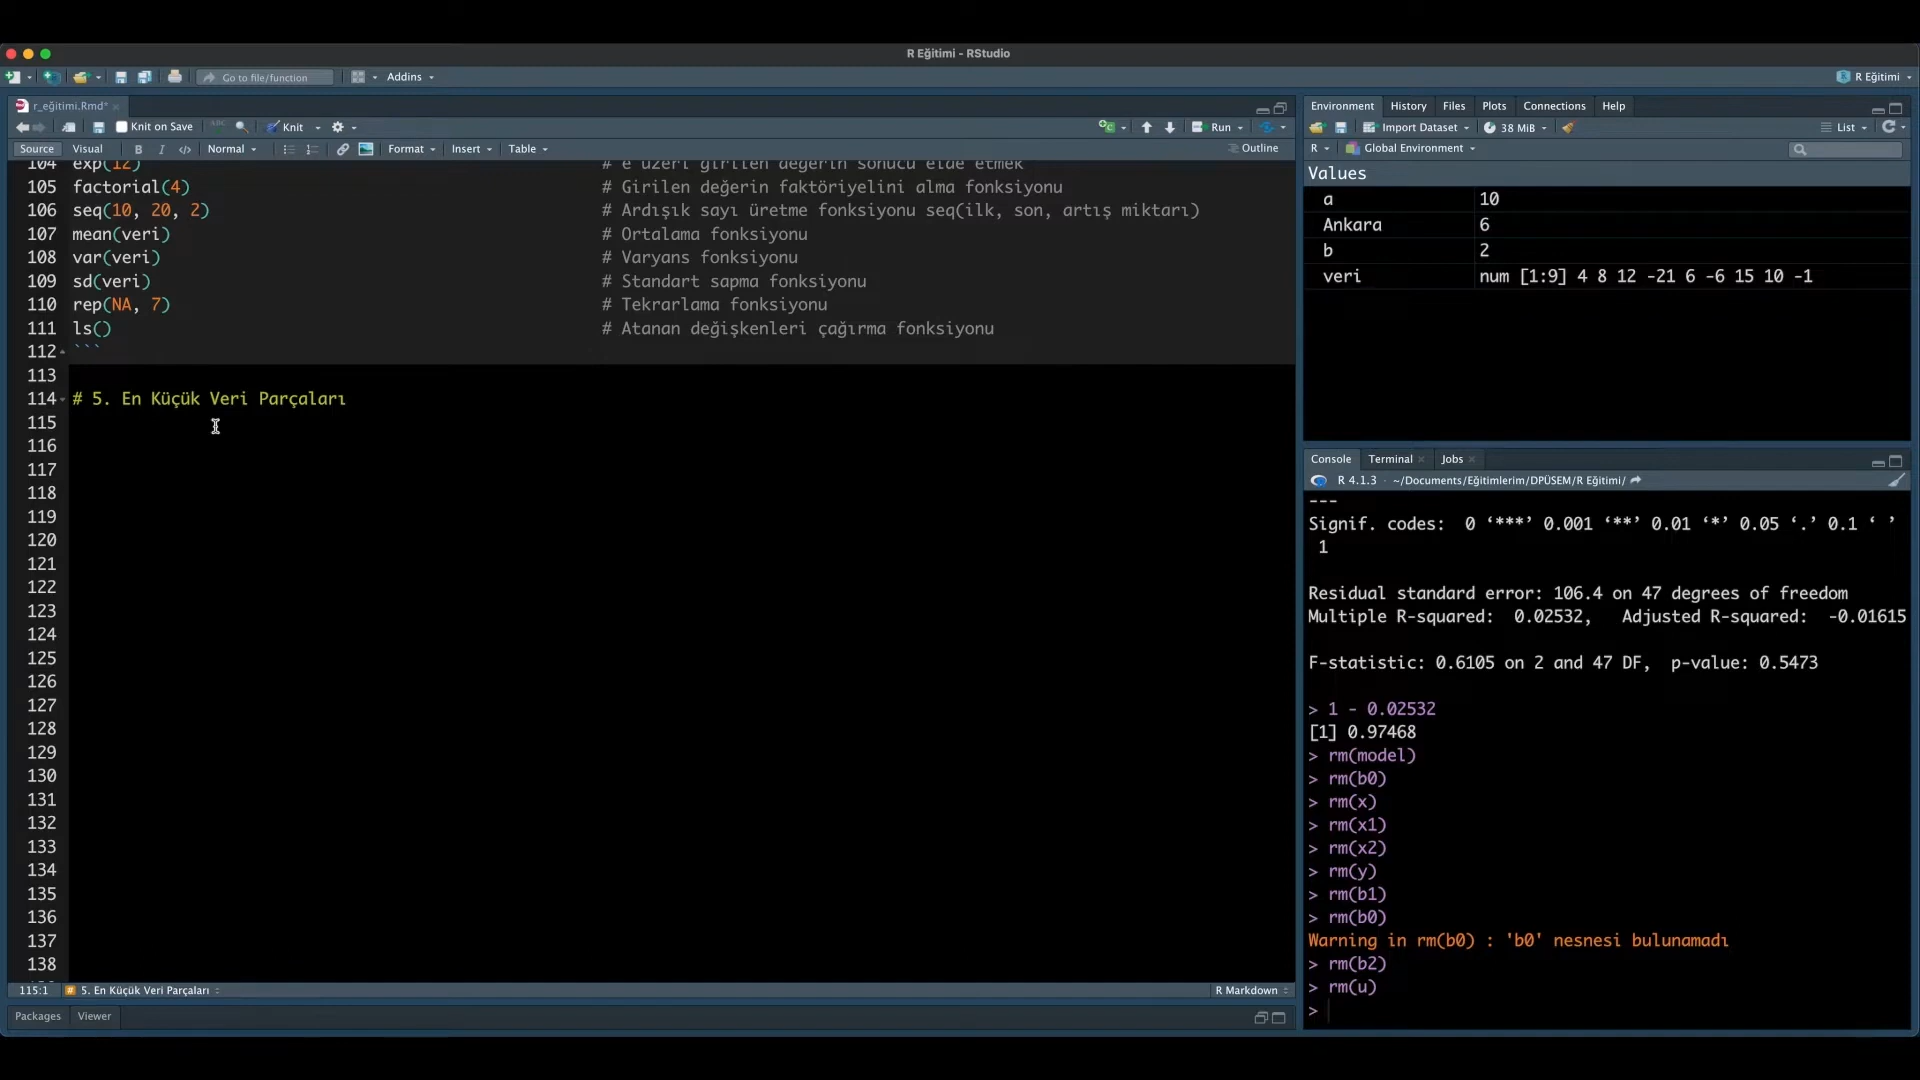 R Eğitimi - RStudio
Go to file/function
Addins
R Eğitimi
r_eğitimi.Rmd*
Knit on Save
ABC
Knit
Run
Source
Visual
B
I
Normal
Format
Insert
Table
Outline
104 exp(12) # e üzeri girilen değerin sonucu elde etmek
105 factorial(4) # Girilen değerin faktöriyelini alma fonksiyonu
106 seq(10, 20, 2) # Ardışık sayı üretme fonksiyonu seq(ilk, son, artış miktarı)
107 mean(veri) # Ortalama fonksiyonu
108 var(veri) # Varyans fonksiyonu
109 sd(veri) # Standart sapma fonksiyonu
110 rep(NA, 7) # Tekrarlama fonksiyonu
111 ls() # Atanan değişkenleri çağırma fonksiyonu
112 ```
113
114 # 5. En Küçük Veri Parçaları
115
116
117
118
119
120
121
122
123
124
125
126
127
128
129
130
131
132
133
134
135
136
137
138
115:1
# 5. En Küçük Veri Parçaları
R Markdown
Packages
Viewer
Environment
History
Files
Plots
Connections
Help
Import Dataset
38 MiB
List
R
Global Environment
Values
a 10
Ankara 6
b 2
veri num [1:9] 4 8 12 -21 6 -6 15 10 -1
Console
Terminal
Jobs
R 4.1.3 · ~/Documents/Eğitimlerim/DPÜSEM/R Eğitimi/
---
Signif. codes: 0 ‘***’ 0.001 ‘**’ 0.01 ‘*’ 0.05 ‘.’ 0.1 ‘ ’
1
Residual standard error: 106.4 on 47 degrees of freedom
Multiple R-squared: 0.02532, Adjusted R-squared: -0.01615
F-statistic: 0.6105 on 2 and 47 DF, p-value: 0.5473
> 1 - 0.02532
[1] 0.97468
> rm(model)
> rm(b0)
> rm(x)
> rm(x1)
> rm(x2)
> rm(y)
> rm(b1)
> rm(b0)
Warning in rm(b0) : 'b0' nesnesi bulunamadı
> rm(b2)
> rm(u)
>